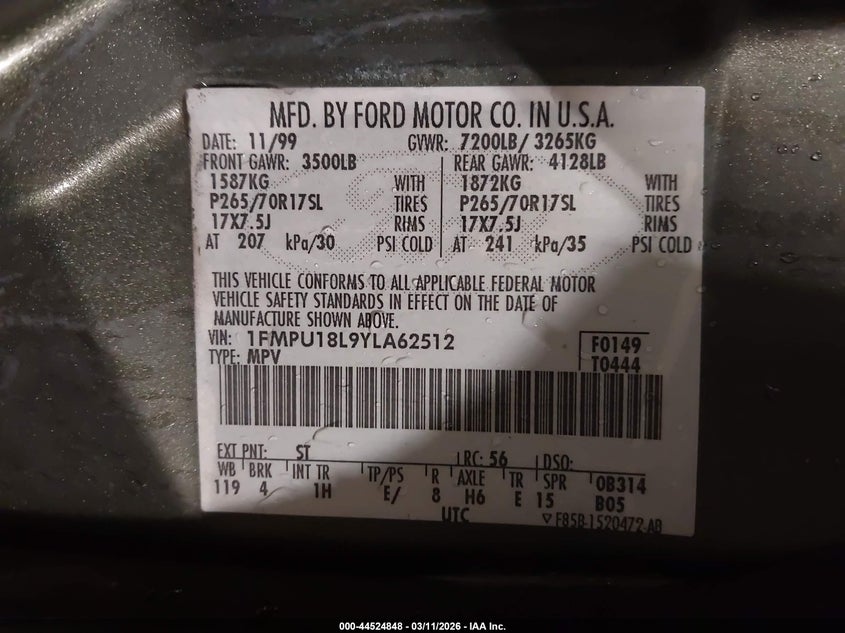 MFD. BY FORD MOTOR CO. IN U.S.A.
DATE: 11/99 GVWR: 7200LB/ 3265KG
FRONT GAWR: 3500LB REAR GAWR: 4128LB
1587KG WITH 1872KG WITH
P265/70R17SL TIRES P265/70R17SL TIRES
17X7.5J RIMS 17X7.5J RIMS
AT 207 kPa/30 PSI COLD AT 241 kPa/35 PSI COLD
THIS VEHICLE CONFORMS TO ALL APPLICABLE FEDERAL MOTOR
VEHICLE SAFETY STANDARDS IN EFFECT ON THE DATE OF
MANUFACTURE SHOWN ABOVE.
VIN: 1FMPU18L9YLA62512 F0149
TYPE: MPV T0444
EXT PNT: ST RC: 56 DSO:
WB BRK INT TR TP/PS R AXLE TR SPR 0B314
119 4 1H E/ 8 H6 E 15 B05
UTC ▽ F85B-1520472-AB
000-44524848 - 03/11/2026 - IAA Inc.